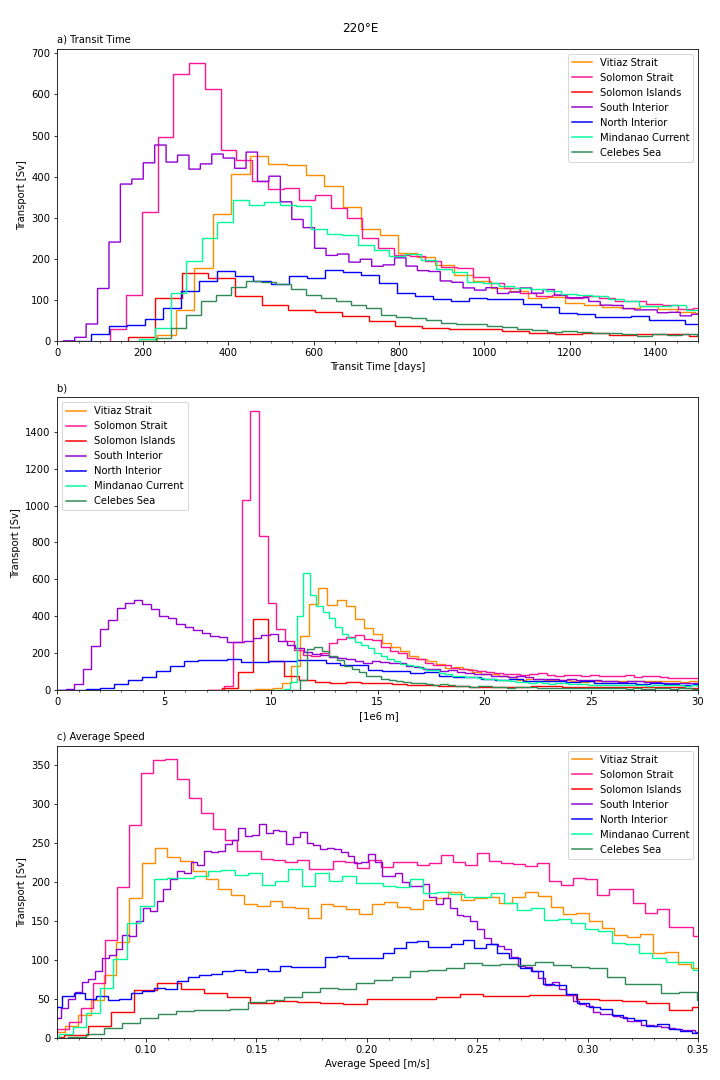 220°E
a) Transit Time
700
600
500
400
300
200
100
0
Transport [Sv]
Vitiaz Strait
Solomon Strait
Solomon Islands
South Interior
North Interior
Mindanao Current
Celebes Sea
0 200 400 600 800 1000 1200 1400
Transit Time [days]
b)
1400
1200
1000
800
600
400
200
0
Transport [Sv]
Vitiaz Strait
Solomon Strait
Solomon Islands
South Interior
North Interior
Mindanao Current
Celebes Sea
0 5 10 15 20 25 30
[1e6 m]
c) Average Speed
350
300
250
200
150
100
50
0
Transport [Sv]
Vitiaz Strait
Solomon Strait
Solomon Islands
South Interior
North Interior
Mindanao Current
Celebes Sea
0.10 0.15 0.20 0.25 0.30 0.35
Average Speed [m/s]